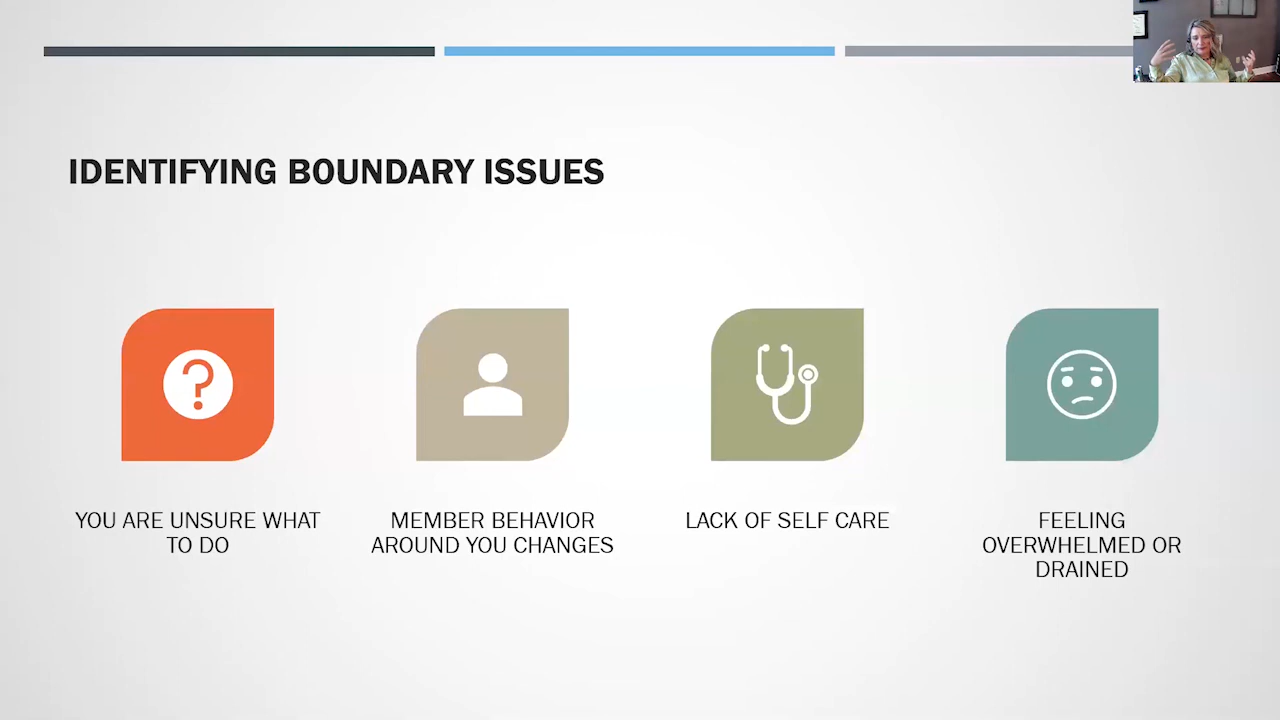 IDENTIFYING BOUNDARY ISSUES
YOU ARE UNSURE WHAT
TO DO
MEMBER BEHAVIOR
AROUND YOU CHANGES
LACK OF SELF CARE
FEELING
OVERWHELMED OR
DRAINED